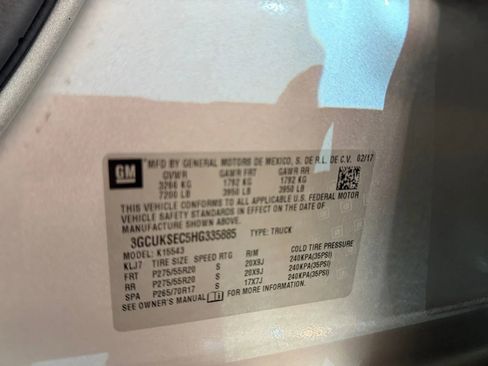 GM MFD BY GENERAL MOTORS DE MEXICO, S. DE R.L. DE C.V. 02/17
GVWR GAWR FRT GAWR RR
3266 KG 1792 KG 1792 KG
7200 LB 3950 LB 3950 LB
THIS VEHICLE CONFORMS TO ALL APPLICABLE U.S. FEDERAL MOTOR
VEHICLE SAFETY STANDARDS IN EFFECT ON THE DATE OF
MANUFACTURE SHOWN ABOVE.
3GCUKSEC5HG335885 TYPE: TRUCK
MODEL: K15543
KLJ7 TIRE SIZE SPEED RTG RIM COLD TIRE PRESSURE
FRT P275/55R20 S 20X9J 240KPA(35PSI)
RR P275/55R20 S 20X9J 240KPA(35PSI)
SPA P265/70R17 S 17X7J 240KPA(35PSI)
SEE OWNER'S MANUAL FOR MORE INFORMATION.